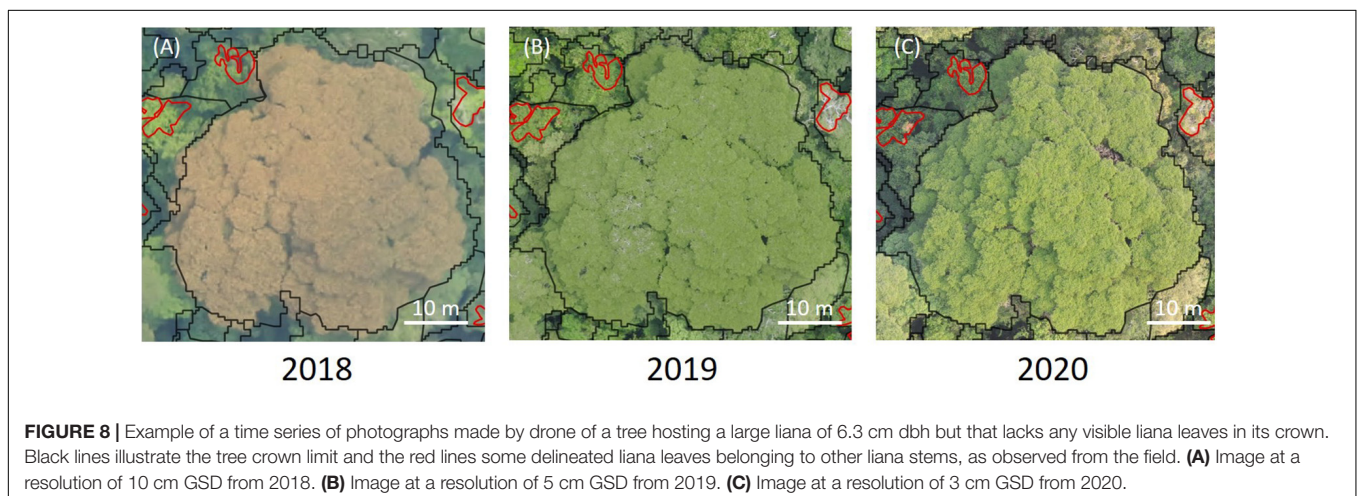 (A)
(B)
(C)
10 m
10 m
10 m
2018
2019
2020
FIGURE 8 | Example of a time series of photographs made by drone of a tree hosting a large liana of 6.3 cm dbh but that lacks any visible liana leaves in its crown.
Black lines illustrate the tree crown limit and the red lines some delineated liana leaves belonging to other liana stems, as observed from the field. (A) Image at a
resolution of 10 cm GSD from 2018. (B) Image at a resolution of 5 cm GSD from 2019. (C) Image at a resolution of 3 cm GSD from 2020.